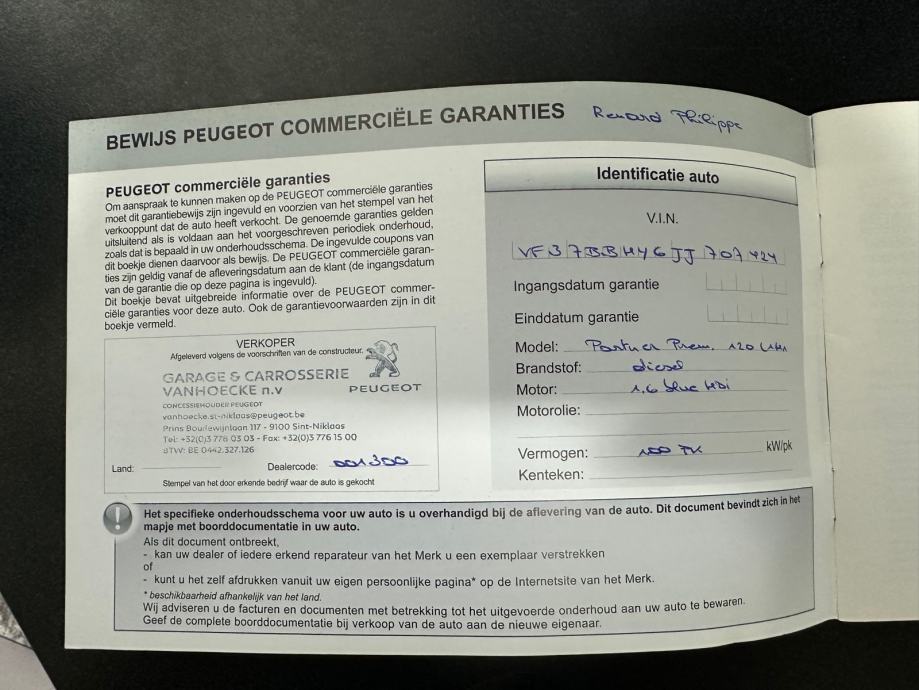 BEWIJS PEUGEOT COMMERCIËLE GARANTIES
Renard Philippe
PEUGEOT commerciële garanties
Om aanspraak te kunnen maken op de PEUGEOT commerciële garanties
moet dit garantiebewijs zijn ingevuld en voorzien van het stempel van het
verkooppunt dat de auto heeft verkocht. De genoemde garanties gelden
uitsluitend als is voldaan aan het voorgeschreven periodiek onderhoud,
zoals dat is bepaald in uw onderhoudsschema. De ingevulde coupons van
dit boekje dienen daarvoor als bewijs. De PEUGEOT commerciële garan-
ties zijn geldig vanaf de afleveringsdatum aan de klant (de ingangsdatum
van de garantie die op deze pagina is ingevuld).
Dit boekje bevat uitgebreide informatie over de PEUGEOT commer-
ciële garanties voor deze auto. Ook de garantievoorwaarden zijn in dit
boekje vermeld.
VERKOPER
Afgeleverd volgens de voorschriften van de constructeur.
GARAGE & CARROSSERIE
VANHOECKE n.v
PEUGEOT
CONCESSIEHOUDER PEUGEOT
vanhoecke.st-niklaas@peugeot.be
Prins Boudewijnlaan 117 - 9100 Sint-Niklaas
Tel: +32(0)3 776 03 03 - Fax: +32(0)3 776 15 00
BTW: BE 0442.327.126
Land:
Dealercode: 001300
Stempel van het door erkende bedrijf waar de auto is gekocht
Identificatie auto
V.I.N.
VF37BBHY6JJ707424
Ingangsdatum garantie
Einddatum garantie
Model: Partner Prem. 120 L1H1
Brandstof: diesel
Motor: 1.6 blue HDi
Motorolie:
Vermogen: 100 PK kW/pk
Kenteken:
Het specifieke onderhoudsschema voor uw auto is u overhandigd bij de aflevering van de auto. Dit document bevindt zich in het
mapje met boorddocumentatie in uw auto.
Als dit document ontbreekt,
- kan uw dealer of iedere erkend reparateur van het Merk u een exemplaar verstrekken
of
- kunt u het zelf afdrukken vanuit uw eigen persoonlijke pagina* op de Internetsite van het Merk.
* beschikbaarheid afhankelijk van het land.
Wij adviseren u de facturen en documenten met betrekking tot het uitgevoerde onderhoud aan uw auto te bewaren.
Geef de complete boorddocumentatie bij verkoop van de auto aan de nieuwe eigenaar.